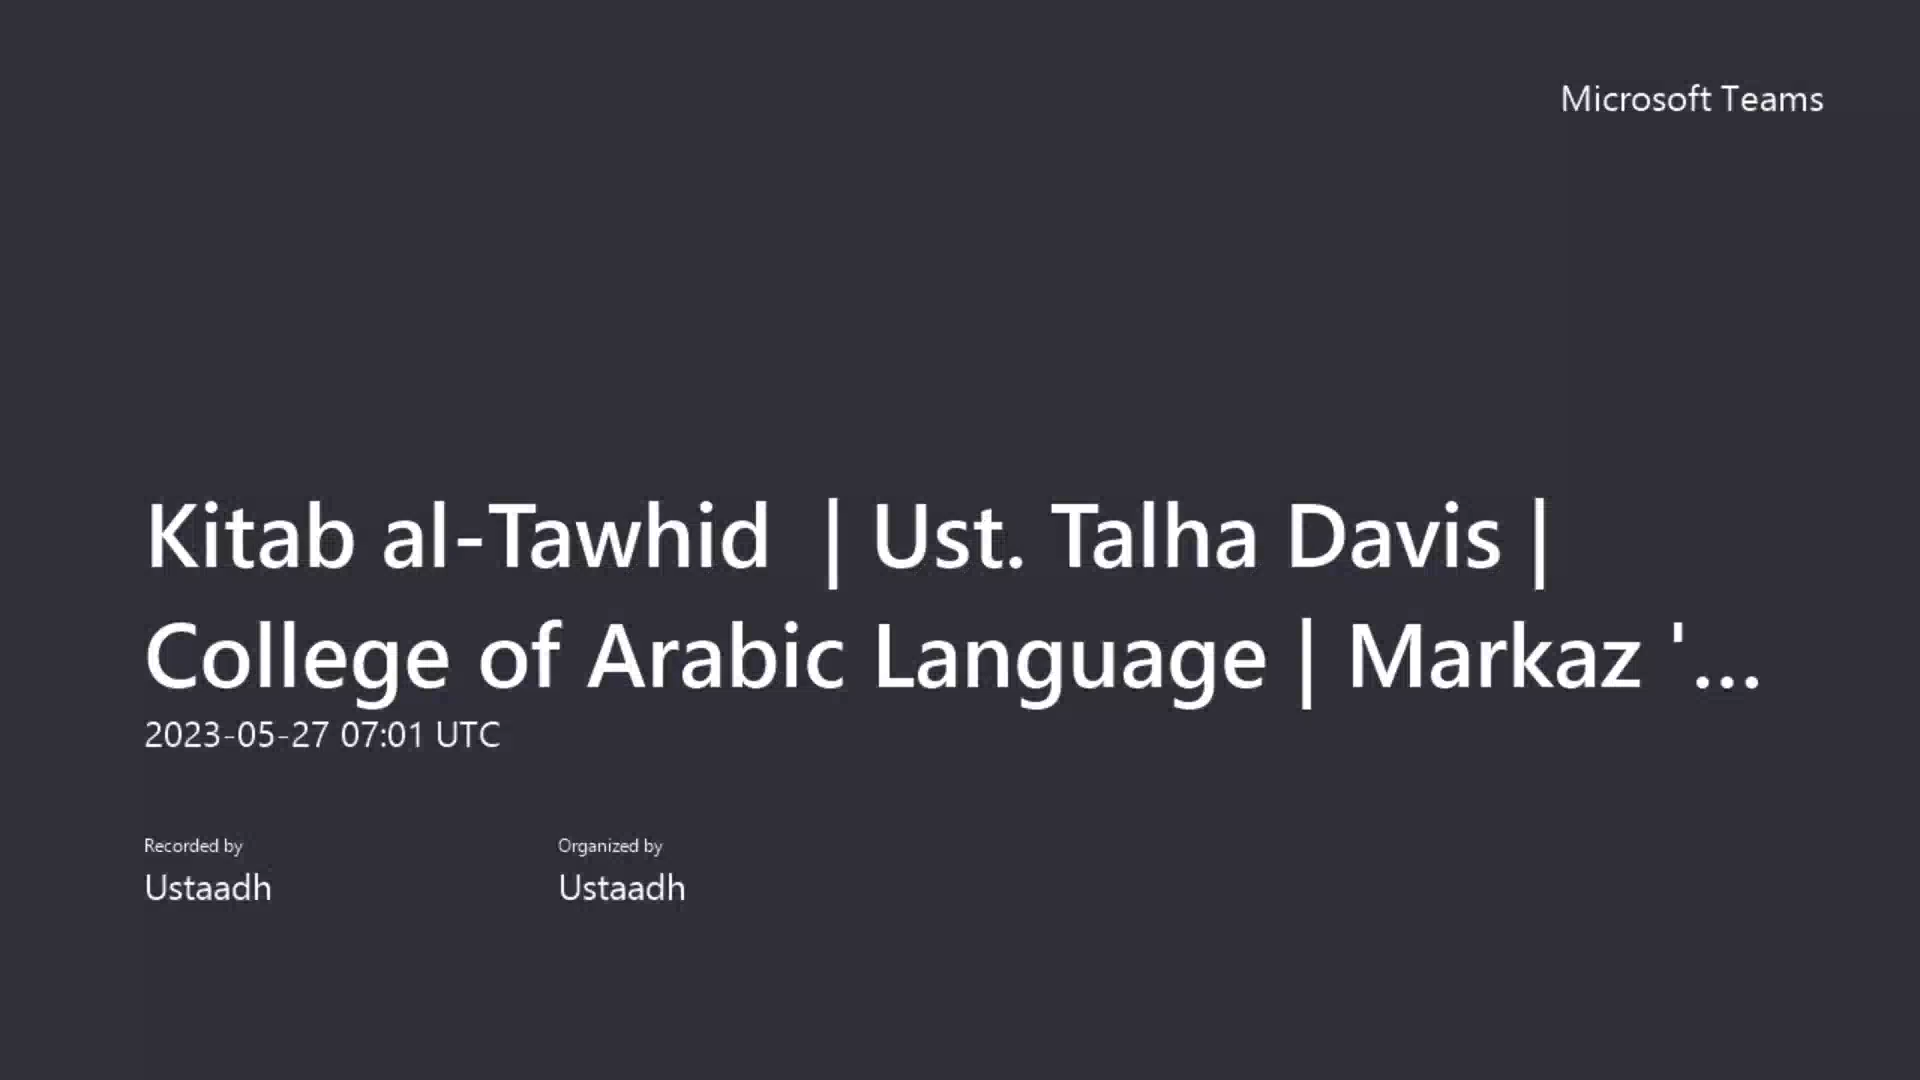 Microsoft Teams
Kitab al-Tawhid | Ust. Talha Davis |
College of Arabic Language | Markaz '...
2023-05-27 07:01 UTC
Recorded by
Ustaadh
Organized by
Ustaadh